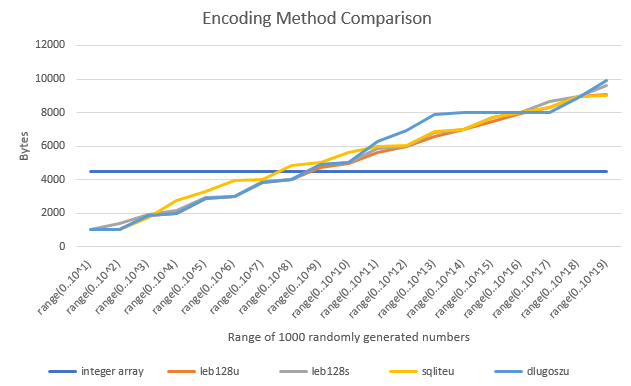 Encoding Method Comparison
12000
10000
8000
6000
4000
2000
0
Bytes
range(0..10^1)
range(0..10^2)
range(0..10^3)
range(0..10^4)
range(0..10^5)
range(0..10^6)
range(0..10^7)
range(0..10^8)
range(0..10^9)
range(0..10^10)
range(0..10^11)
range(0..10^12)
range(0..10^13)
range(0..10^14)
range(0..10^15)
range(0..10^16)
range(0..10^17)
range(0..10^18)
range(0..10^19)
Range of 1000 randomly generated numbers
integer array leb128u leb128s sqliteu dlugoszu